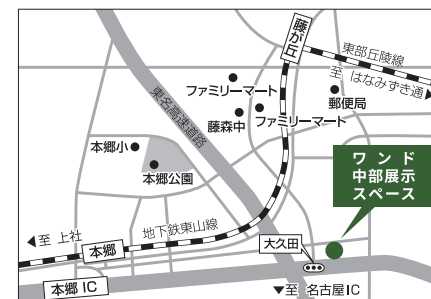 藤が丘
東部丘陵線
至 はなみずき通
ファミリーマート
郵便局
東名高速道路
藤森中
ファミリーマート
本郷小
本郷公園
ワンド
中部展示
スペース
至 上社
本郷
地下鉄東山線
大久田
本郷 IC
至 名古屋IC